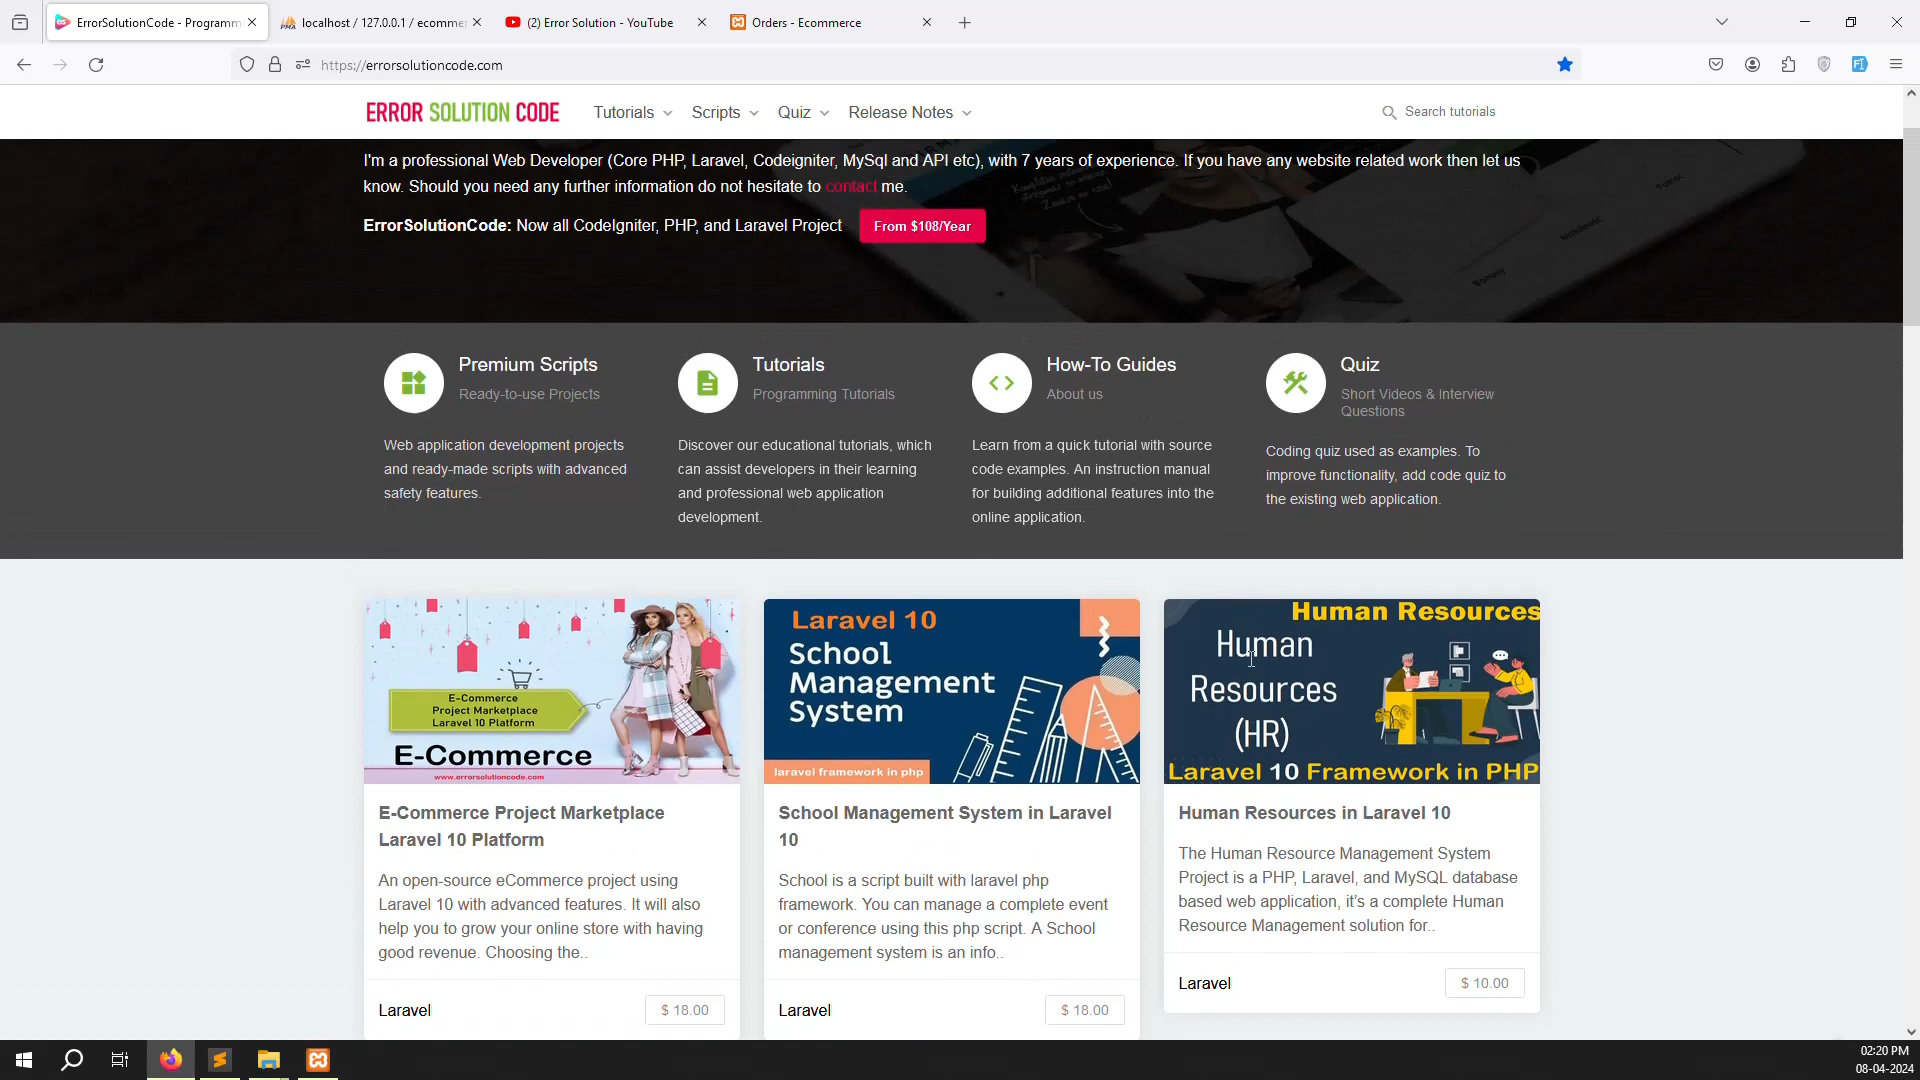 ErrorSolutionCode - Programm
localhost / 127.0.0.1 / ecomme
(2) Error Solution - YouTube
Orders - Ecommerce
https://errorsolutioncode.com
ERROR SOLUTION CODE
Tutorials
Scripts
Quiz
Release Notes
Search tutorials
I'm a professional Web Developer (Core PHP, Laravel, Codeigniter, MySql and API etc), with 7 years of experience. If you have any website related work then let us
know. Should you need any further information do not hesitate to contact me.
ErrorSolutionCode: Now all CodeIgniter, PHP, and Laravel Project
From $108/Year
Premium Scripts
Ready-to-use Projects
Web application development projects
and ready-made scripts with advanced
safety features.
Tutorials
Programming Tutorials
Discover our educational tutorials, which
can assist developers in their learning
and professional web application
development.
How-To Guides
About us
Learn from a quick tutorial with source
code examples. An instruction manual
for building additional features into the
online application.
Quiz
Short Videos & Interview
Questions
Coding quiz used as examples. To
improve functionality, add code quiz to
the existing web application.
E-Commerce
Project Marketplace
Laravel 10 Platform
E-Commerce
www.errorsolutioncode.com
E-Commerce Project Marketplace
Laravel 10 Platform
An open-source eCommerce project using
Laravel 10 with advanced features. It will also
help you to grow your online store with having
good revenue. Choosing the..
Laravel
$ 18.00
Laravel 10
School
Management
System
laravel framework in php
School Management System in Laravel
10
School is a script built with laravel php
framework. You can manage a complete event
or conference using this php script. A School
management system is an info..
Laravel
$ 18.00
Human Resources
Human
Resources
(HR)
Laravel 10 Framework in PHP
Human Resources in Laravel 10
The Human Resource Management System
Project is a PHP, Laravel, and MySQL database
based web application, it's a complete Human
Resource Management solution for..
Laravel
$ 10.00
02:20 PM
08-04-2024